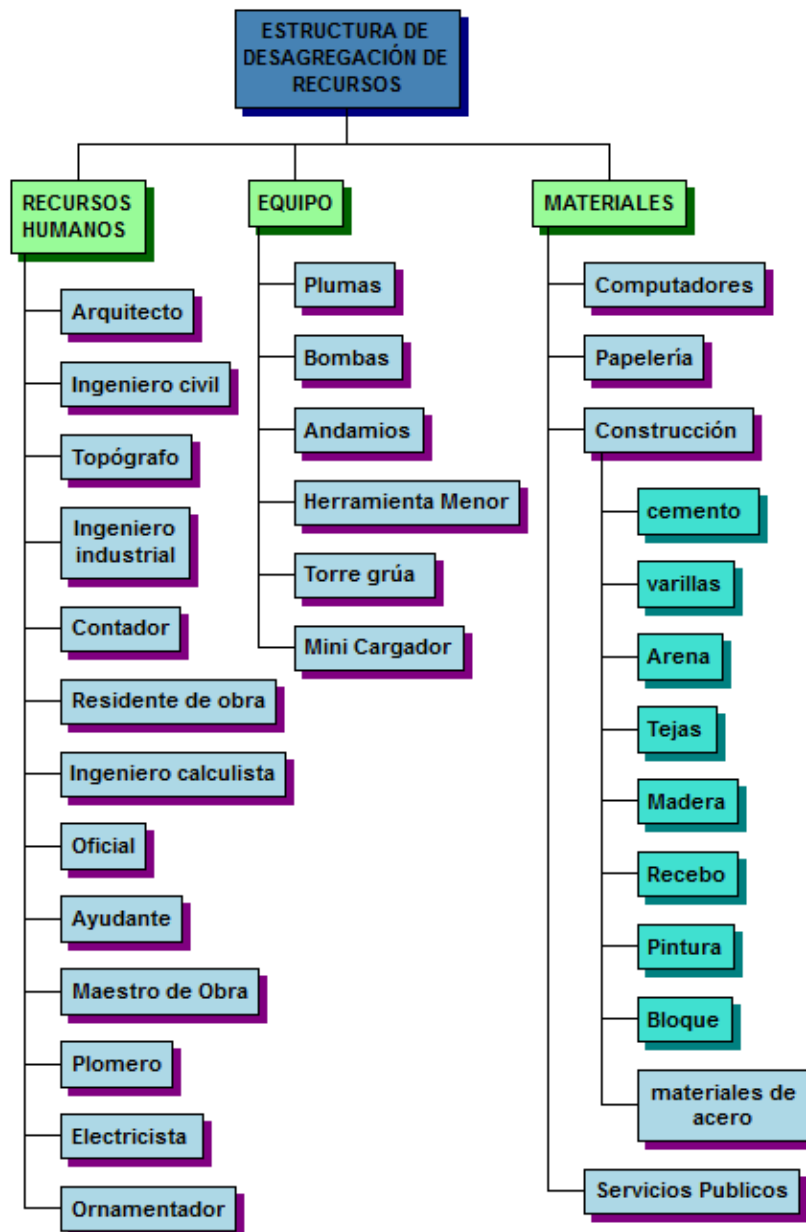 ESTRUCTURA DE
DESAGREGACIÓN DE
RECURSOS
RECURSOS
HUMANOS
Arquitecto
Ingeniero civil
Topógrafo
Ingeniero
industrial
Contador
Residente de obra
Ingeniero calculista
Oficial
Ayudante
Maestro de Obra
Plomero
Electricista
Ornamentador
EQUIPO
Plumas
Bombas
Andamios
Herramienta Menor
Torre grúa
Mini Cargador
MATERIALES
Computadores
Papelería
Construcción
cemento
varillas
Arena
Tejas
Madera
Recebo
Pintura
Bloque
materiales de
acero
Servicios Publicos